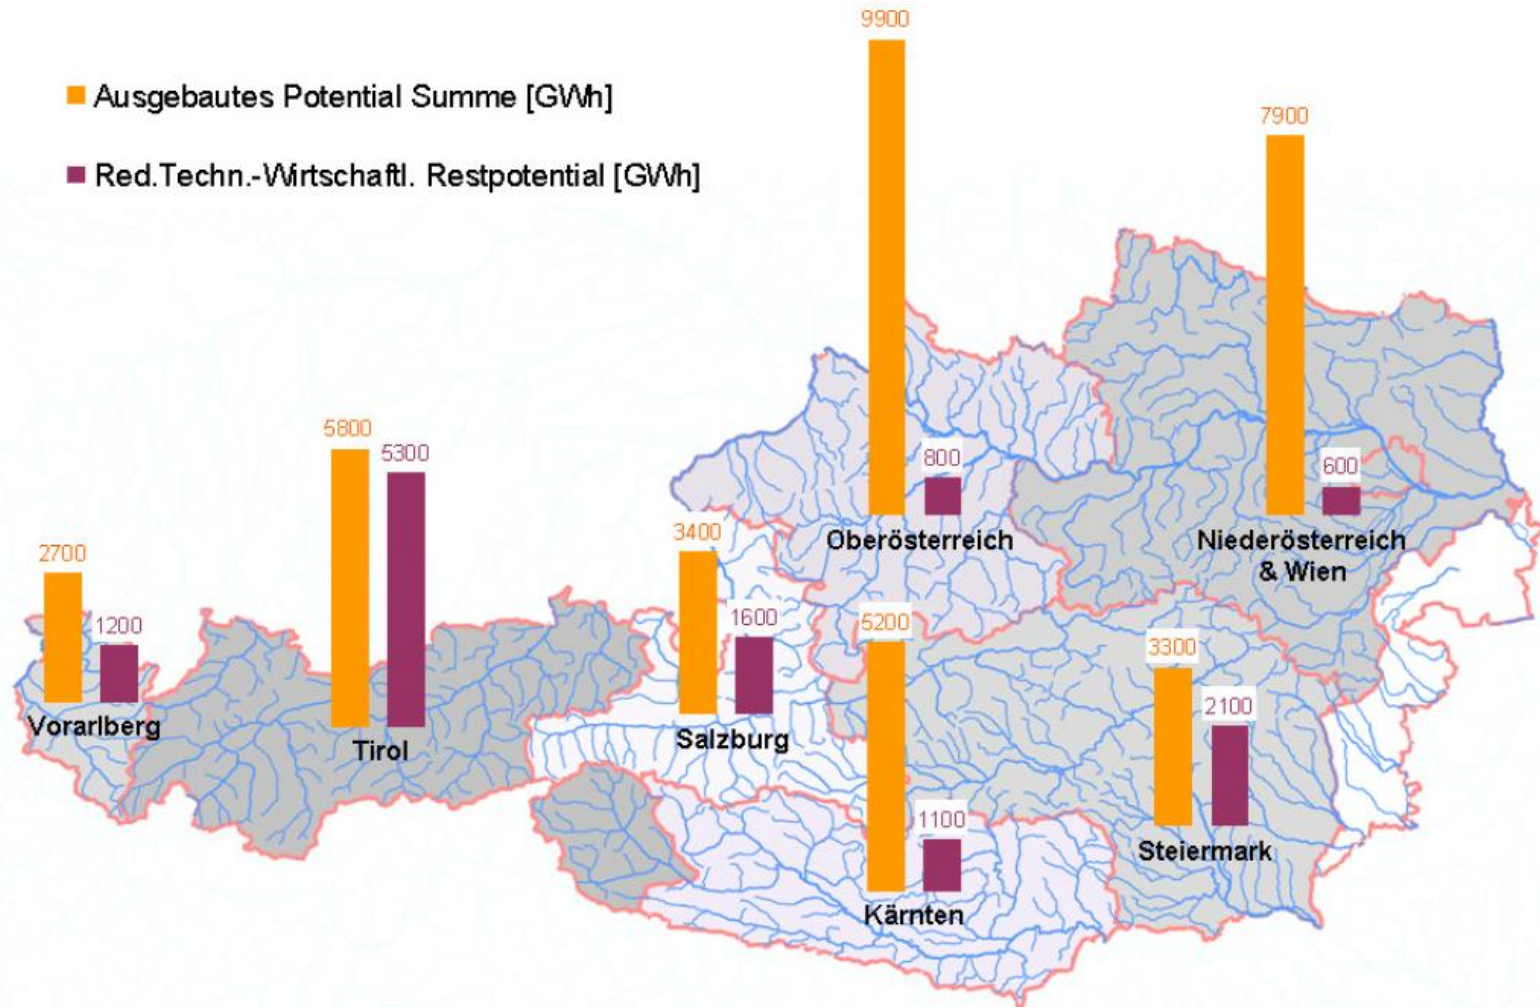 Ausgebautes Potential Summe [GWh]
Red.Techn.-Wirtschaftl. Restpotential [GWh]
9900
800
Oberösterreich
7900
600
Niederösterreich
& Wien
5800
5300
Tirol
2700
1200
Vorarlberg
3400
1600
Salzburg
5200
1100
Kärnten
3300
2100
Steiermark